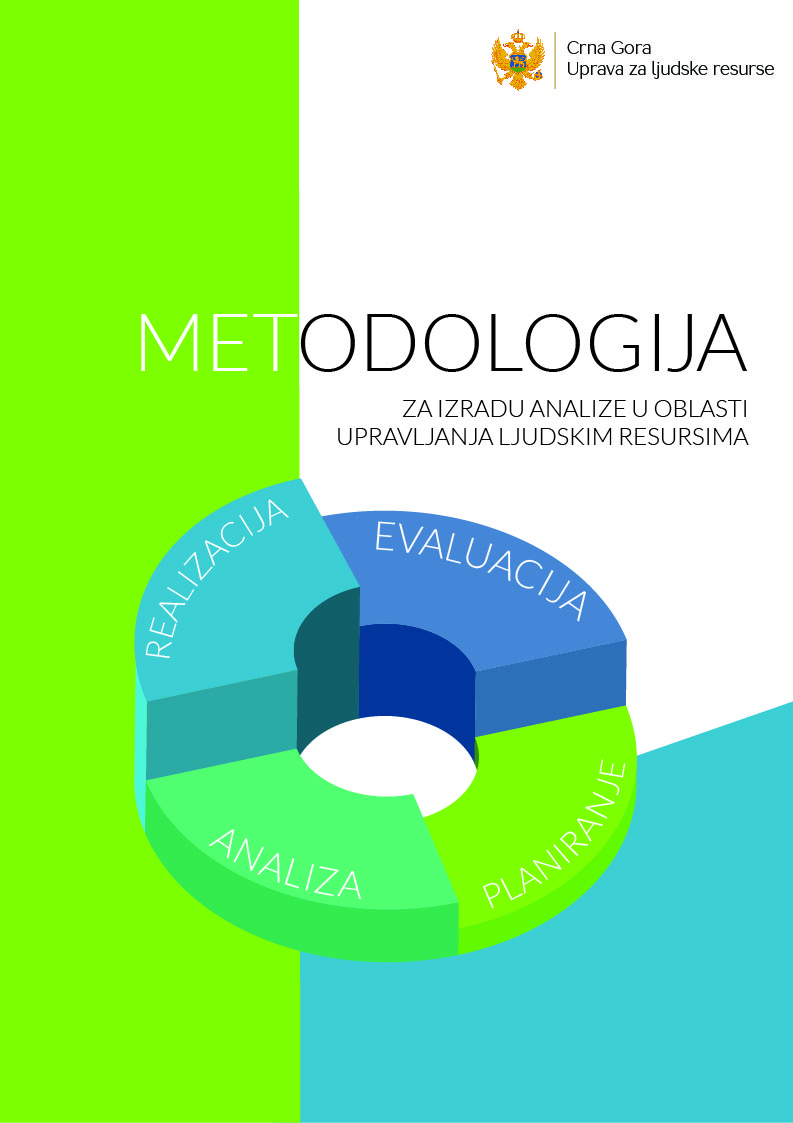 Crna Gora
Uprava za ljudske resurse
METODOLOGIJA
ZA IZRADU ANALIZE U OBLASTI
UPRAVLJANJA LJUDSKIM RESURSIMA
REALIZACIJA
EVALUACIJA
ANALIZA
PLANIRANJE